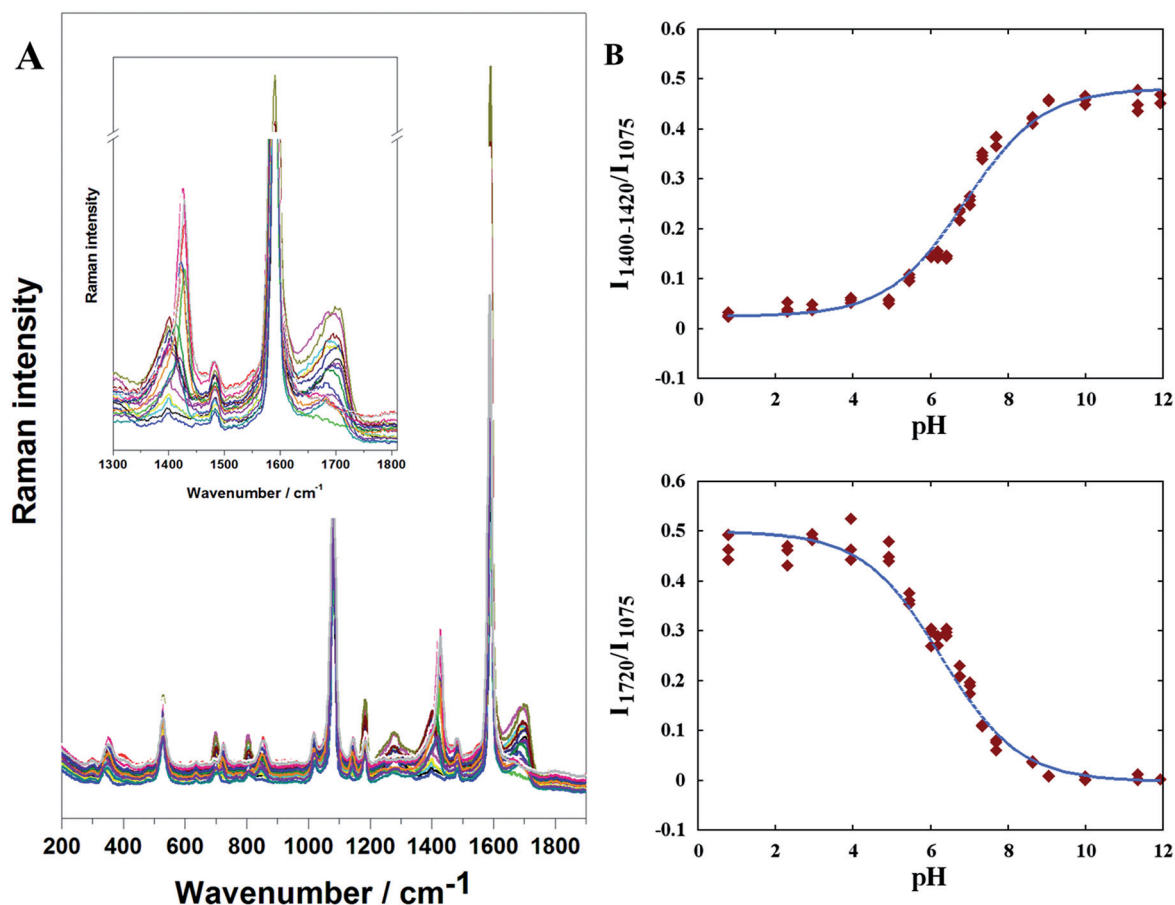 A
Raman intensity
Raman intensity
1300 1400 1500 1600 1700 1800
Wavenumber / cm⁻¹
200 400 600 800 1000 1200 1400 1600 1800
Wavenumber / cm⁻¹
B
0.6
0.5
0.4
0.3
0.2
0.1
0
-0.1
I₁₄₀₀₋₁₄₂₀/I₁₀₇₅
0 2 4 6 8 10 12
pH
0.6
0.5
0.4
0.3
0.2
0.1
0
-0.1
I₁₇₂₀/I₁₀₇₅
0 2 4 6 8 10 12
pH